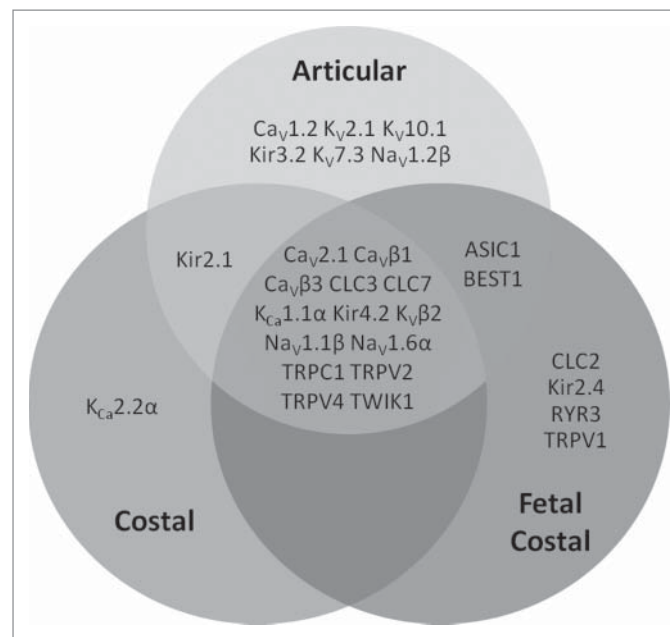 Articular
Caᵥ1.2 Kᵥ2.1 Kᵥ10.1
Kir3.2 Kᵥ7.3 Naᵥ1.2β
Kir2.1
Caᵥ2.1 Caᵥβ1
Caᵥβ3 CLC3 CLC7
K_Ca1.1α Kir4.2 Kᵥβ2
Naᵥ1.1β Naᵥ1.6α
TRPC1 TRPV2
TRPV4 TWIK1
ASIC1
BEST1
K_Ca2.2α
CLC2
Kir2.4
RYR3
TRPV1
Costal
Fetal
Costal